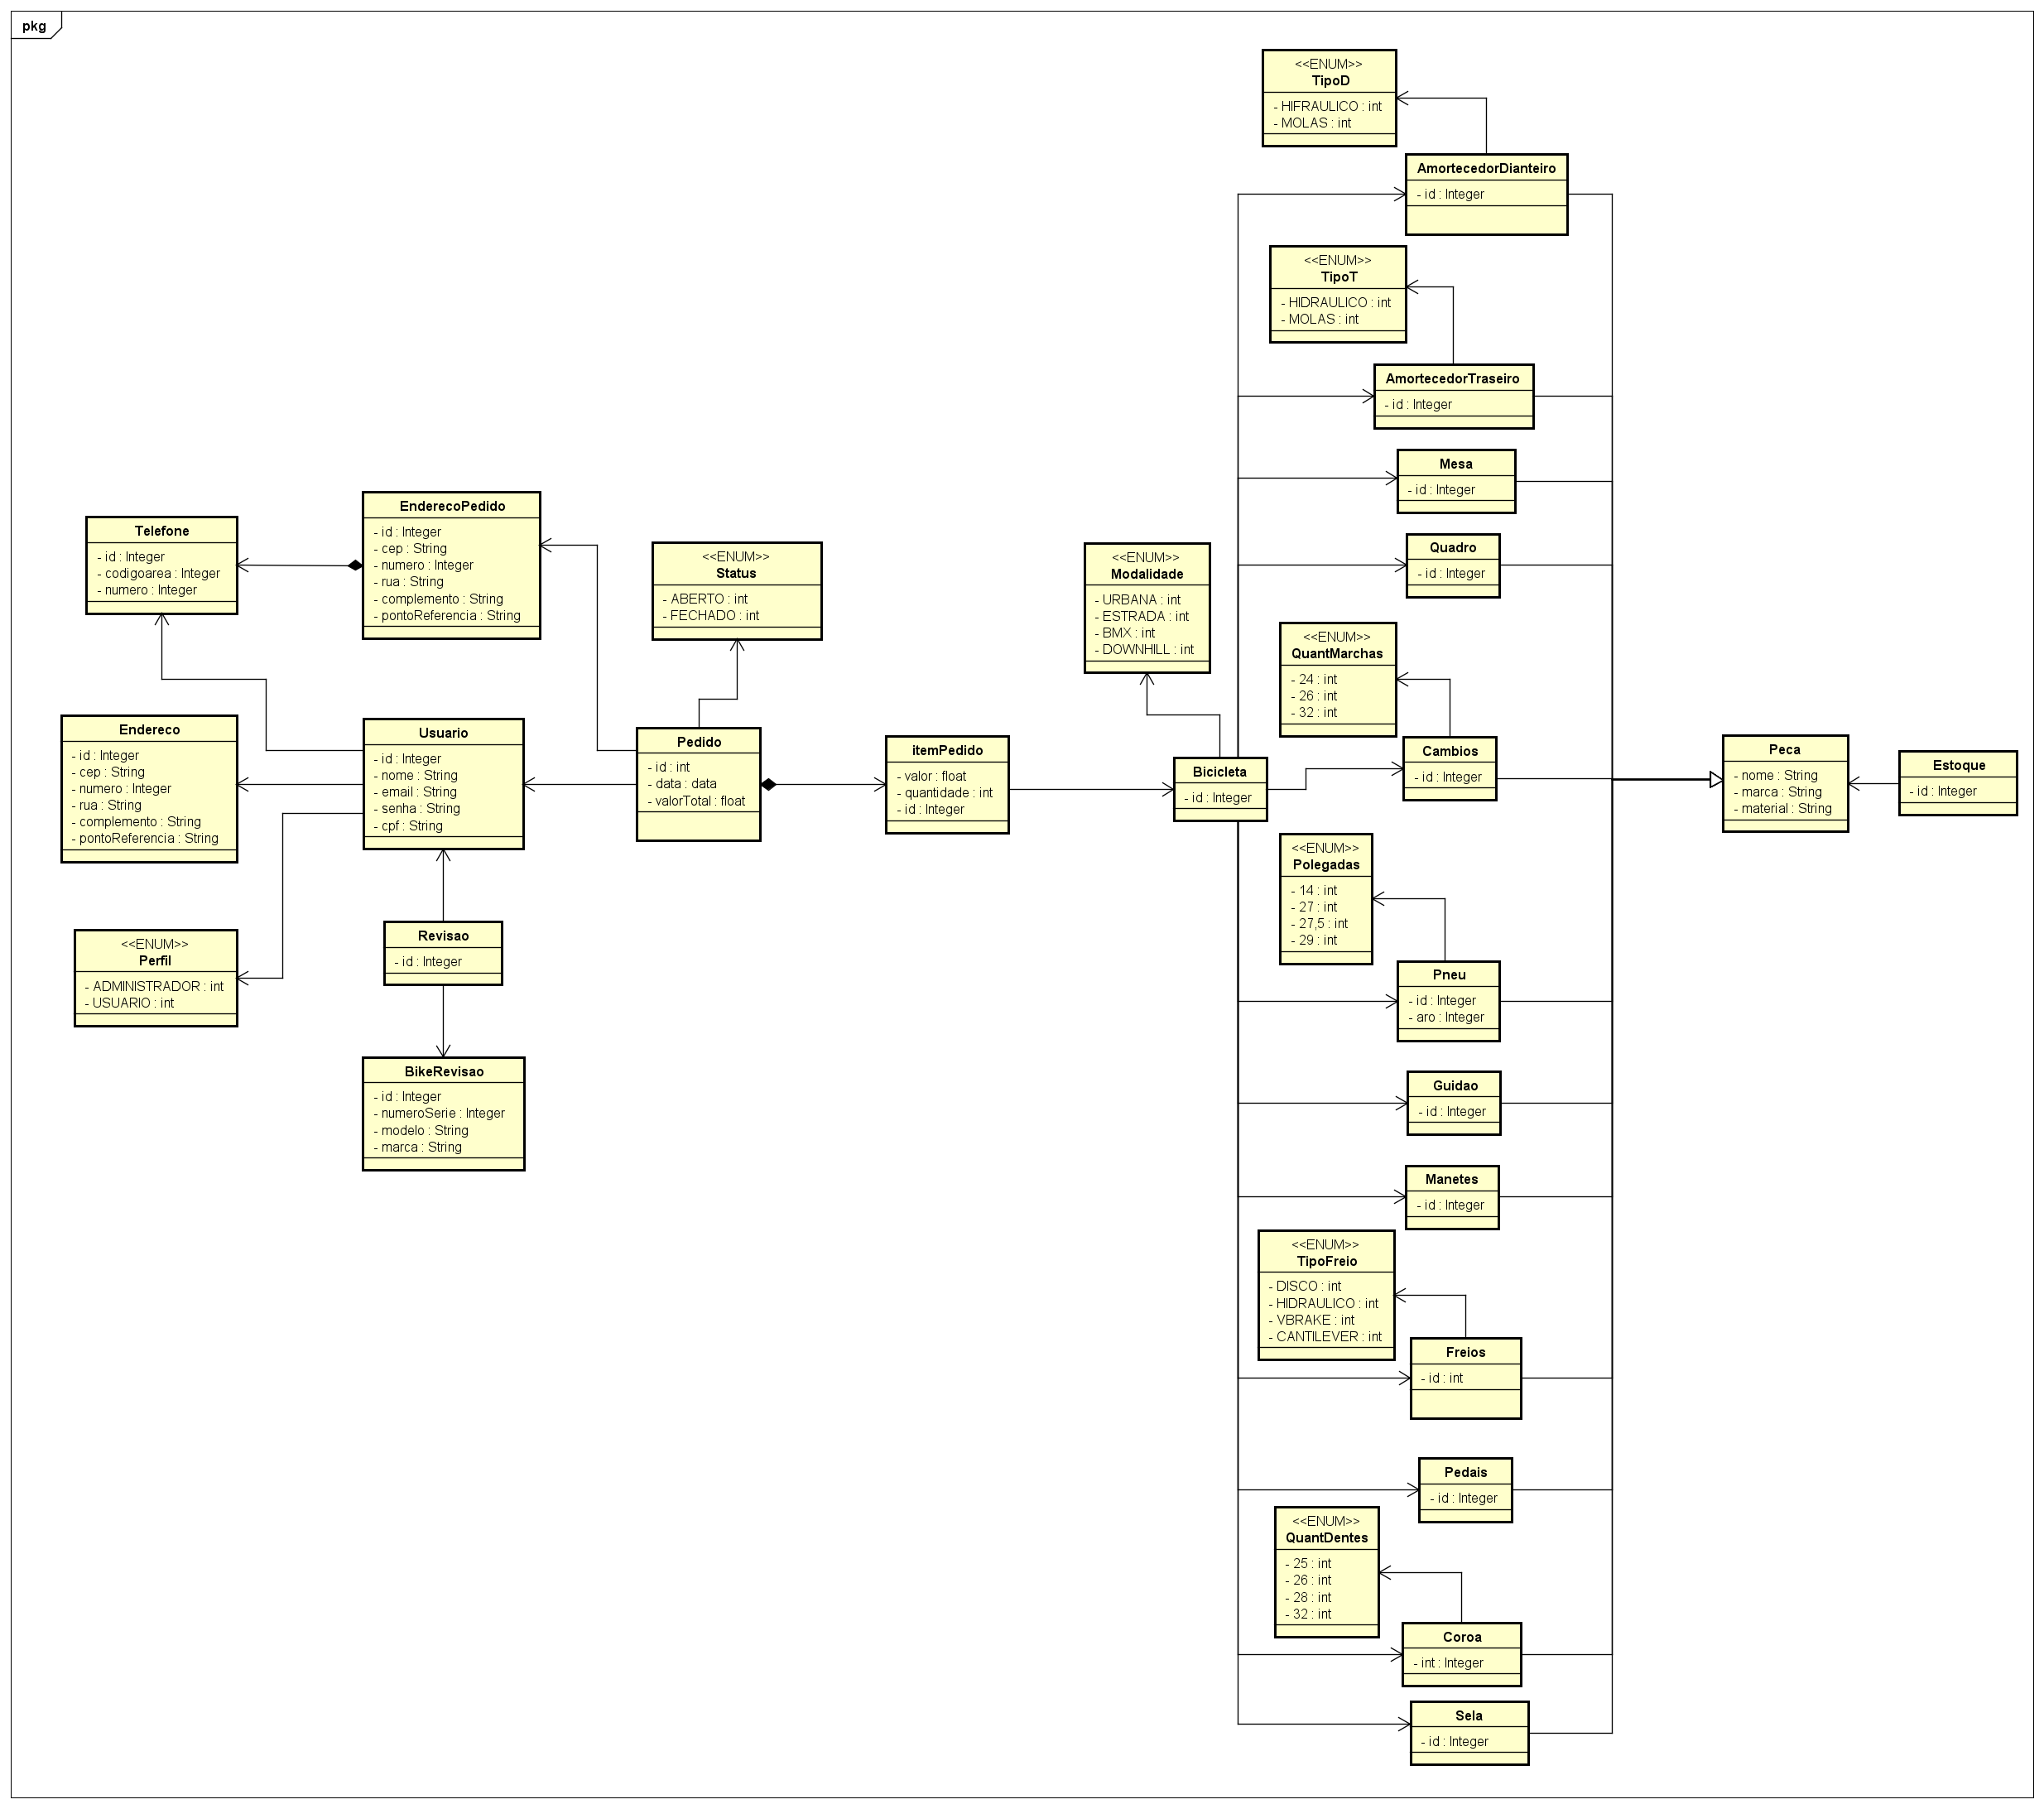 pkg
<<ENUM>>
TipoD
- HIFRAULICO : int
- MOLAS : int
AmortecedorDianteiro
- id : Integer
<<ENUM>>
TipoT
- HIDRAULICO : int
- MOLAS : int
AmortecedorTraseiro
- id : Integer
Mesa
- id : Integer
Quadro
- id : Integer
Telefone
- id : Integer
- codigoarea : Integer
- numero : Integer
EnderecoPedido
- id : Integer
- cep : String
- numero : Integer
- rua : String
- complemento : String
- pontoReferencia : String
<<ENUM>>
Status
- ABERTO : int
- FECHADO : int
<<ENUM>>
Modalidade
- URBANA : int
- ESTRADA : int
- BMX : int
- DOWNHILL : int
<<ENUM>>
QuantMarchas
- 24 : int
- 26 : int
- 32 : int
Endereco
- id : Integer
- cep : String
- numero : Integer
- rua : String
- complemento : String
- pontoReferencia : String
Usuario
- id : Integer
- nome : String
- email : String
- senha : String
- cpf : String
Pedido
- id : int
- data : data
- valorTotal : float
itemPedido
- valor : float
- quantidade : int
- id : Integer
Bicicleta
- id : Integer
Cambios
- id : Integer
Peca
- nome : String
- marca : String
- material : String
Estoque
- id : Integer
<<ENUM>>
Polegadas
- 14 : int
- 27 : int
- 27,5 : int
- 29 : int
<<ENUM>>
Perfil
- ADMINISTRADOR : int
- USUARIO : int
Revisao
- id : Integer
Pneu
- id : Integer
- aro : Integer
BikeRevisao
- id : Integer
- numeroSerie : Integer
- modelo : String
- marca : String
Guidao
- id : Integer
Manetes
- id : Integer
<<ENUM>>
TipoFreio
- DISCO : int
- HIDRAULICO : int
- VBRAKE : int
- CANTILEVER : int
Freios
- id : int
Pedais
- id : Integer
<<ENUM>>
QuantDentes
- 25 : int
- 26 : int
- 28 : int
- 32 : int
Coroa
- int : Integer
Sela
- id : Integer